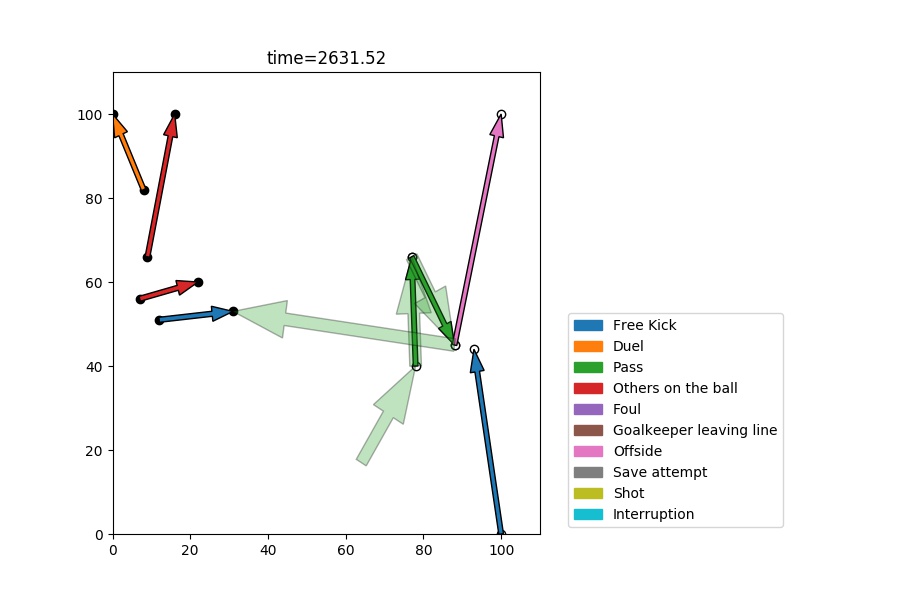 time=2631.52
100
80
60
40
20
0
0 20 40 60 80 100
Free Kick
Duel
Pass
Others on the ball
Foul
Goalkeeper leaving line
Offside
Save attempt
Shot
Interruption